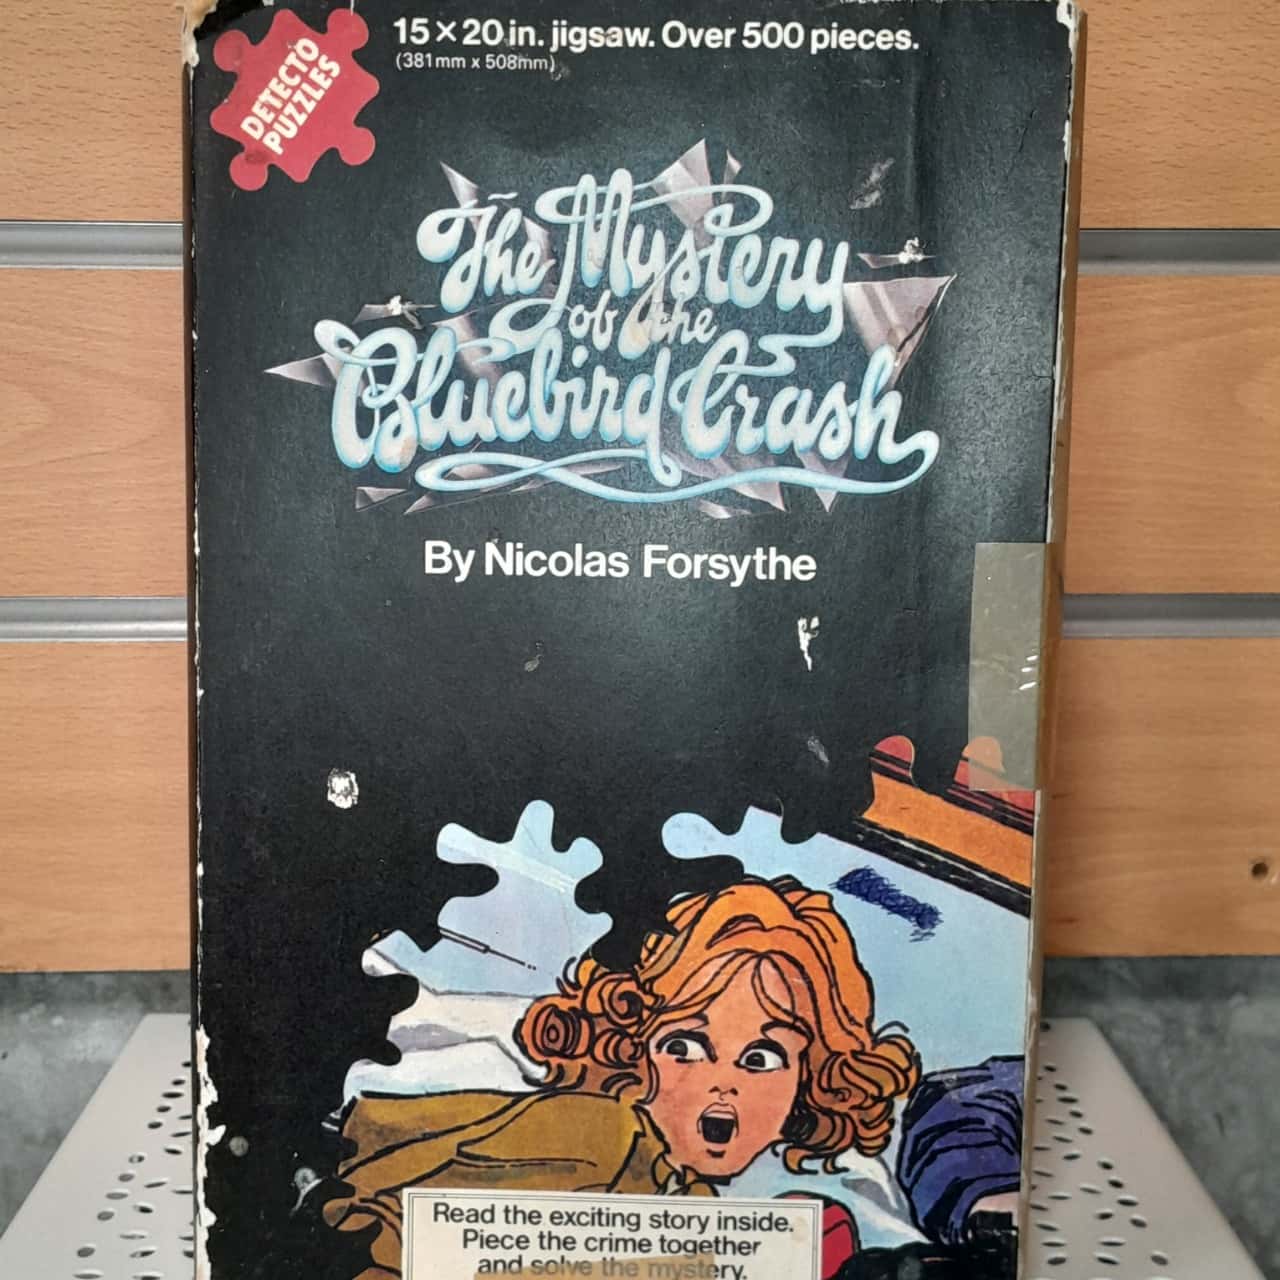 DETECTO
PUZZLES
15 × 20 in. jigsaw. Over 500 pieces.
(381mm x 508mm)
The Mystery
of the
Bluebird Crash
By Nicolas Forsythe
Read the exciting story inside.
Piece the crime together
and solve the mystery.